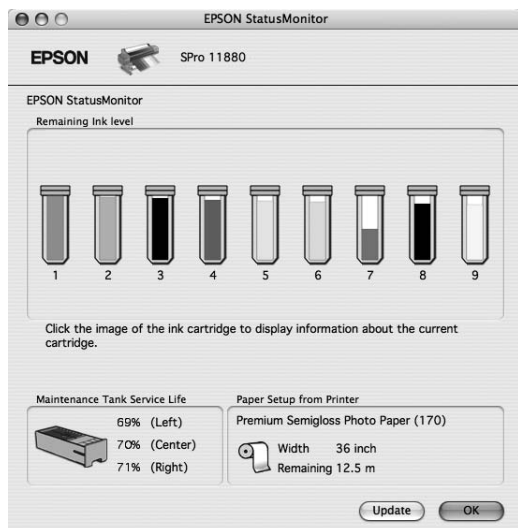 EPSON StatusMonitor
EPSON
SPro 11880
EPSON StatusMonitor
Remaining Ink level
1 2 3 4 5 6 7 8 9
Click the image of the ink cartridge to display information about the current
cartridge.
Maintenance Tank Service Life
69% (Left)
70% (Center)
71% (Right)
Paper Setup from Printer
Premium Semigloss Photo Paper (170)
Width 36 inch
Remaining 12.5 m
Update OK